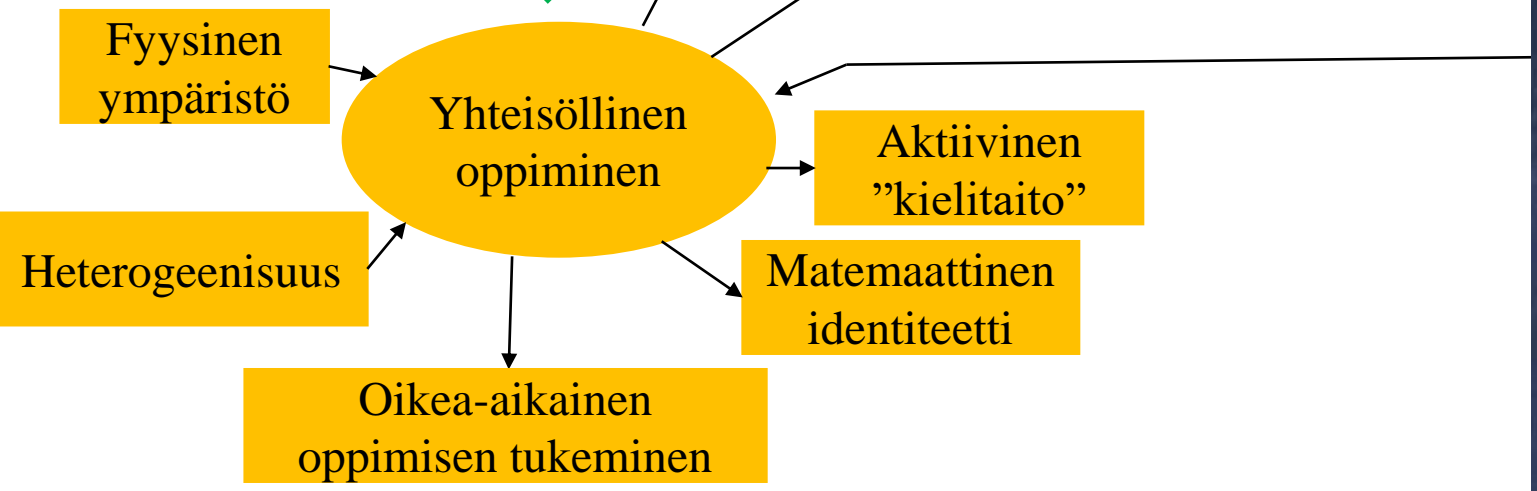 Fyysinen
ympäristö
Yhteisöllinen
oppiminen
Aktiivinen
”kielitaito”
Heterogeenisuus
Matemaattinen
identiteetti
Oikea-aikainen
oppimisen tukeminen